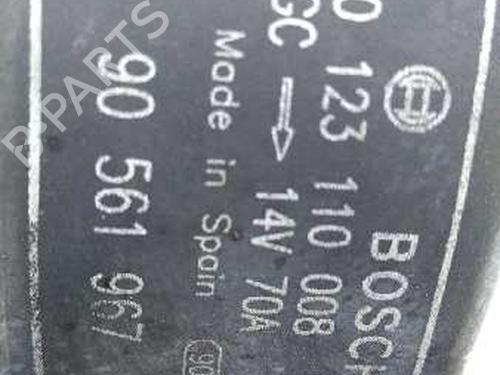 BOSCH
0 123 110 008
GC → 14V 70A
Made in Spain
90 561 967
B-PARTS